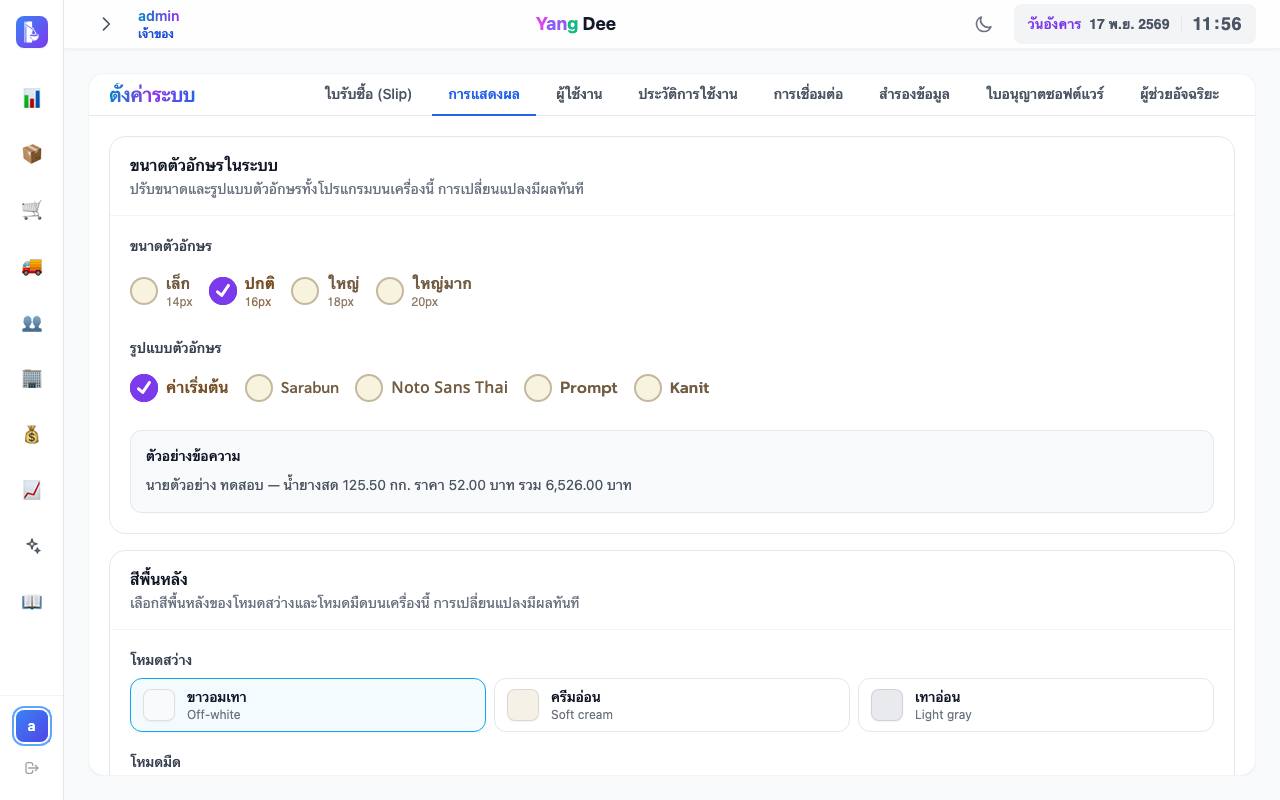 admin
เจ้าของ
Yang Dee
วันอังคาร 17 พ.ย. 2569 11:56
ตั้งค่าระบบ
ใบรับซื้อ (Slip) การแสดงผล ผู้ใช้งาน ประวัติการใช้งาน การเชื่อมต่อ สำรองข้อมูล ใบอนุญาตซอฟต์แวร์ ผู้ช่วยอัจฉริยะ
ขนาดตัวอักษรในระบบ
ปรับขนาดและรูปแบบตัวอักษรทั้งโปรแกรมบนเครื่องนี้ การเปลี่ยนแปลงมีผลทันที
ขนาดตัวอักษร
เล็ก ปกติ ใหญ่ ใหญ่มาก
14px 16px 18px 20px
รูปแบบตัวอักษร
ค่าเริ่มต้น Sarabun Noto Sans Thai Prompt Kanit
ตัวอย่างข้อความ
นายตัวอย่าง ทดสอบ — น้ำยางสด 125.50 กก. ราคา 52.00 บาท รวม 6,526.00 บาท
สีพื้นหลัง
เลือกสีพื้นหลังของโหมดสว่างและโหมดมืดบนเครื่องนี้ การเปลี่ยนแปลงมีผลทันที
โหมดสว่าง
ขาวอมเทา ครีมอ่อน เทาอ่อน
Off-white Soft cream Light gray
โหมดมืด
a